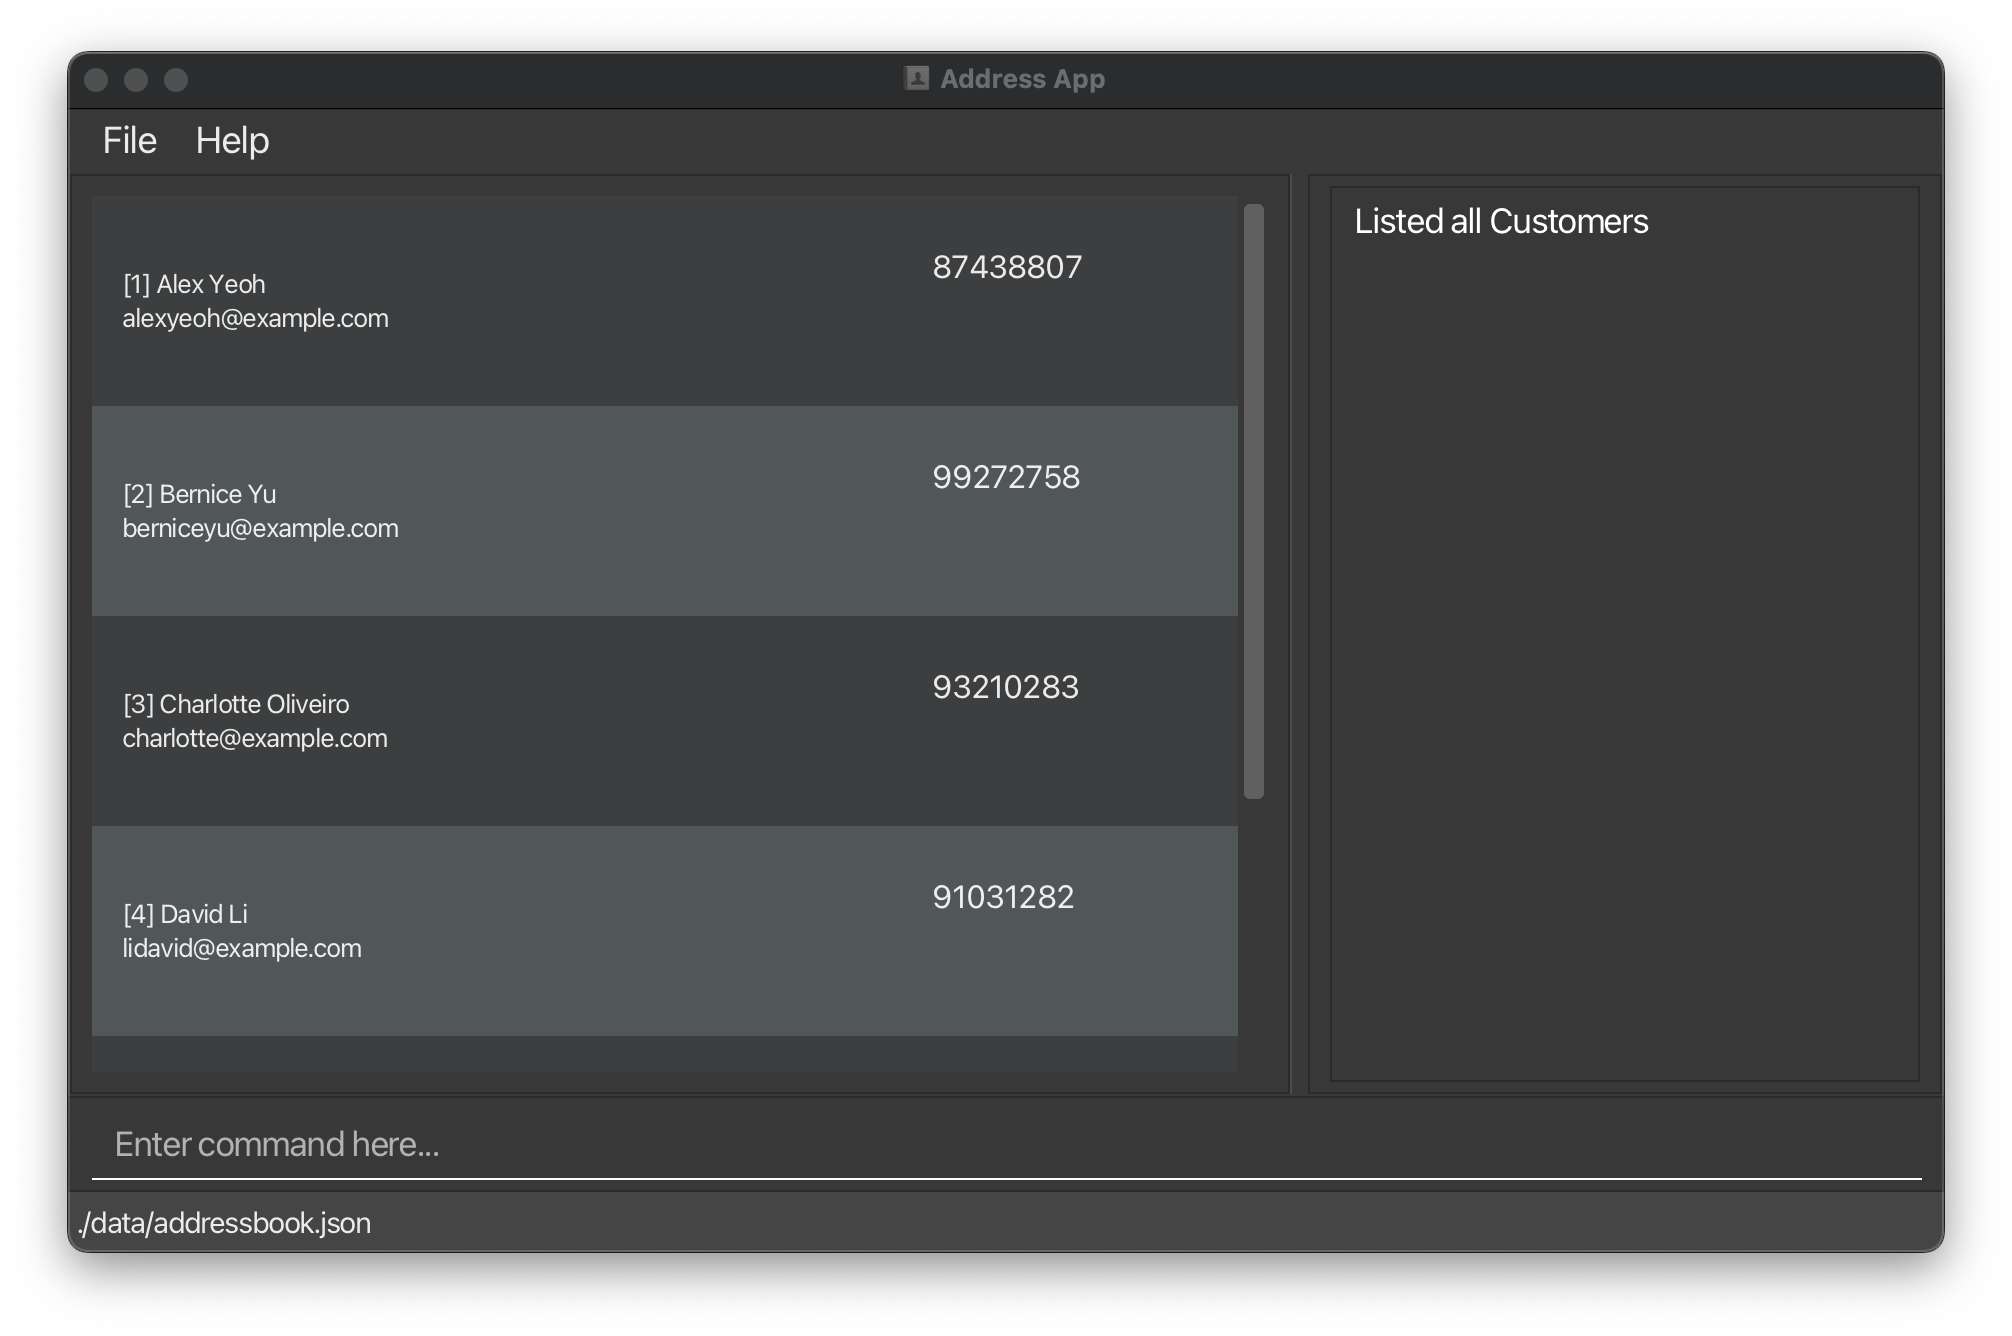 Address App
File Help
[1] Alex Yeoh
alexyeoh@example.com
87438807
[2] Bernice Yu
berniceyu@example.com
99272758
[3] Charlotte Oliveiro
charlotte@example.com
93210283
[4] David Li
lidavid@example.com
91031282
Listed all Customers
Enter command here...
./data/addressbook.json